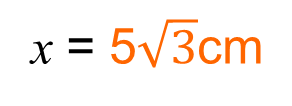 x = 5√3cm